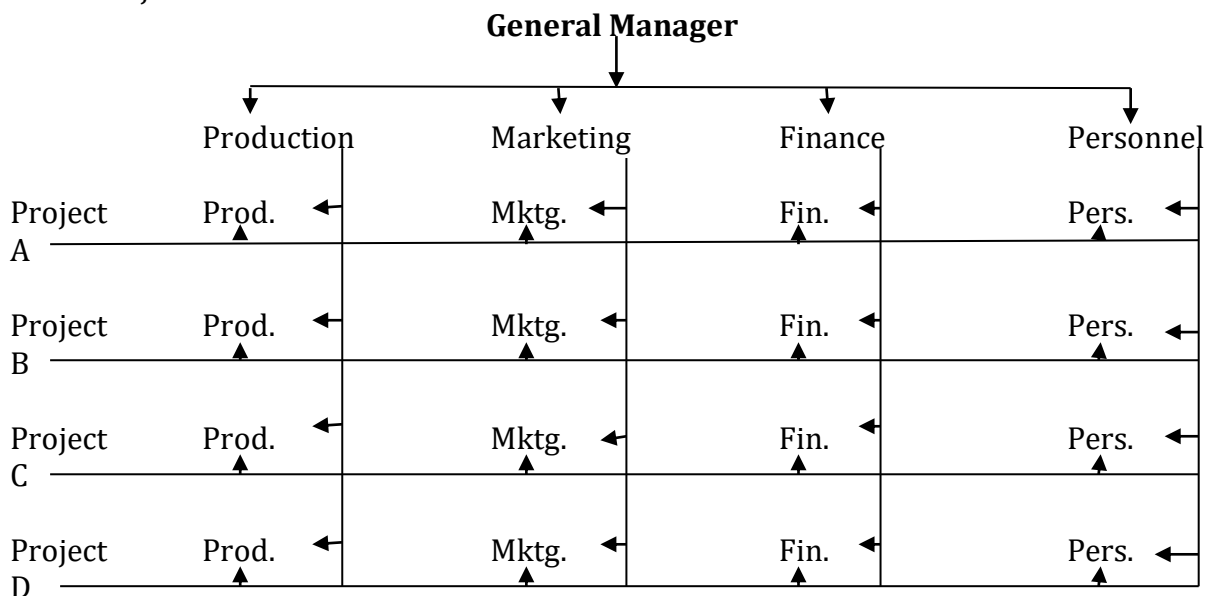 General Manager
Production Marketing Finance Personnel
Project Prod. Mktg. Fin. Pers.
A
Project Prod. Mktg. Fin. Pers.
B
Project Prod. Mktg. Fin. Pers.
C
Project Prod. Mktg. Fin. Pers.
D